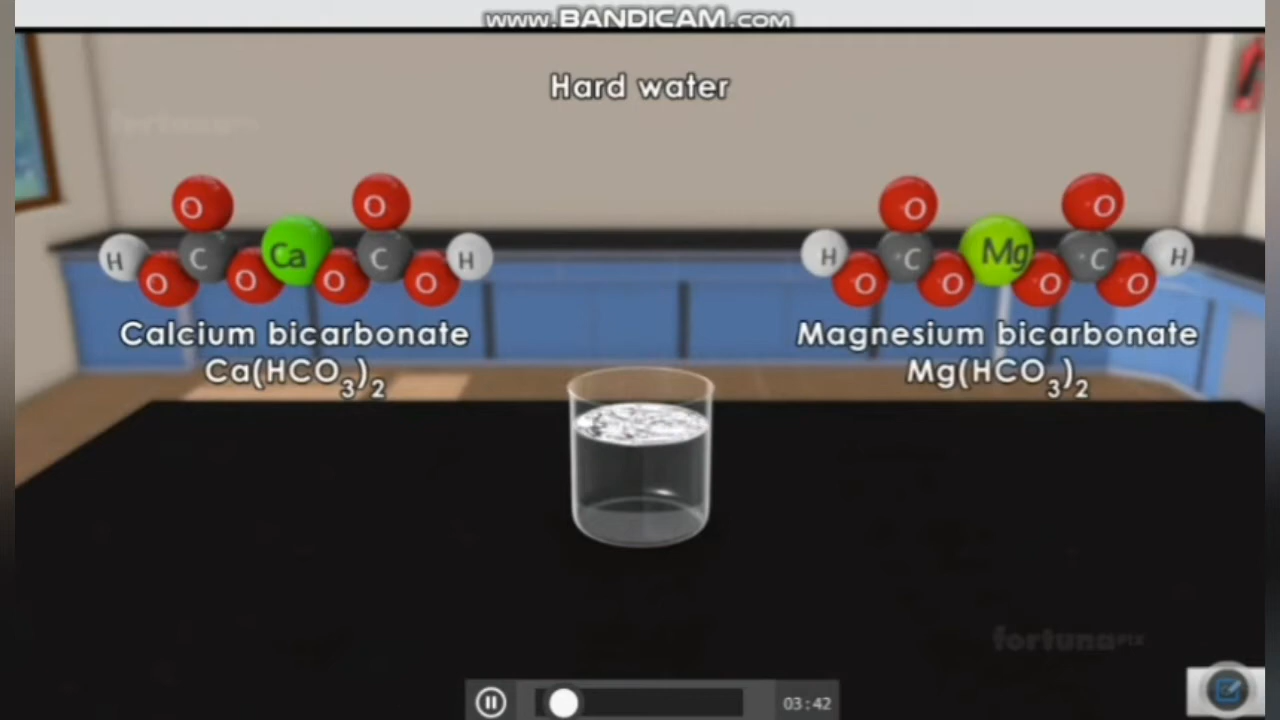 www.BANDICAM.com
Hard water
O O O O
H C O Ca O C H
O O
H C O Mg O C H
O O
Calcium bicarbonate
Ca(HCO3)2
Magnesium bicarbonate
Mg(HCO3)2
fortunaPIX
03:42